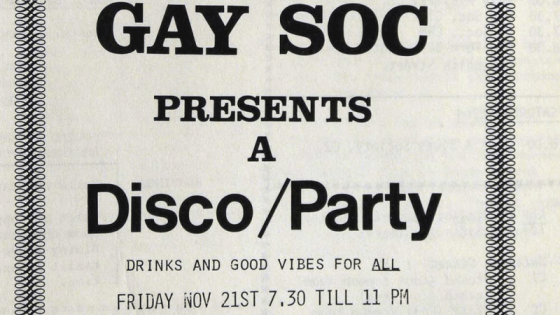 GAY SOC
PRESENTS
A
Disco/Party
DRINKS AND GOOD VIBES FOR ALL
FRIDAY NOV 21ST 7.30 TILL 11 PM